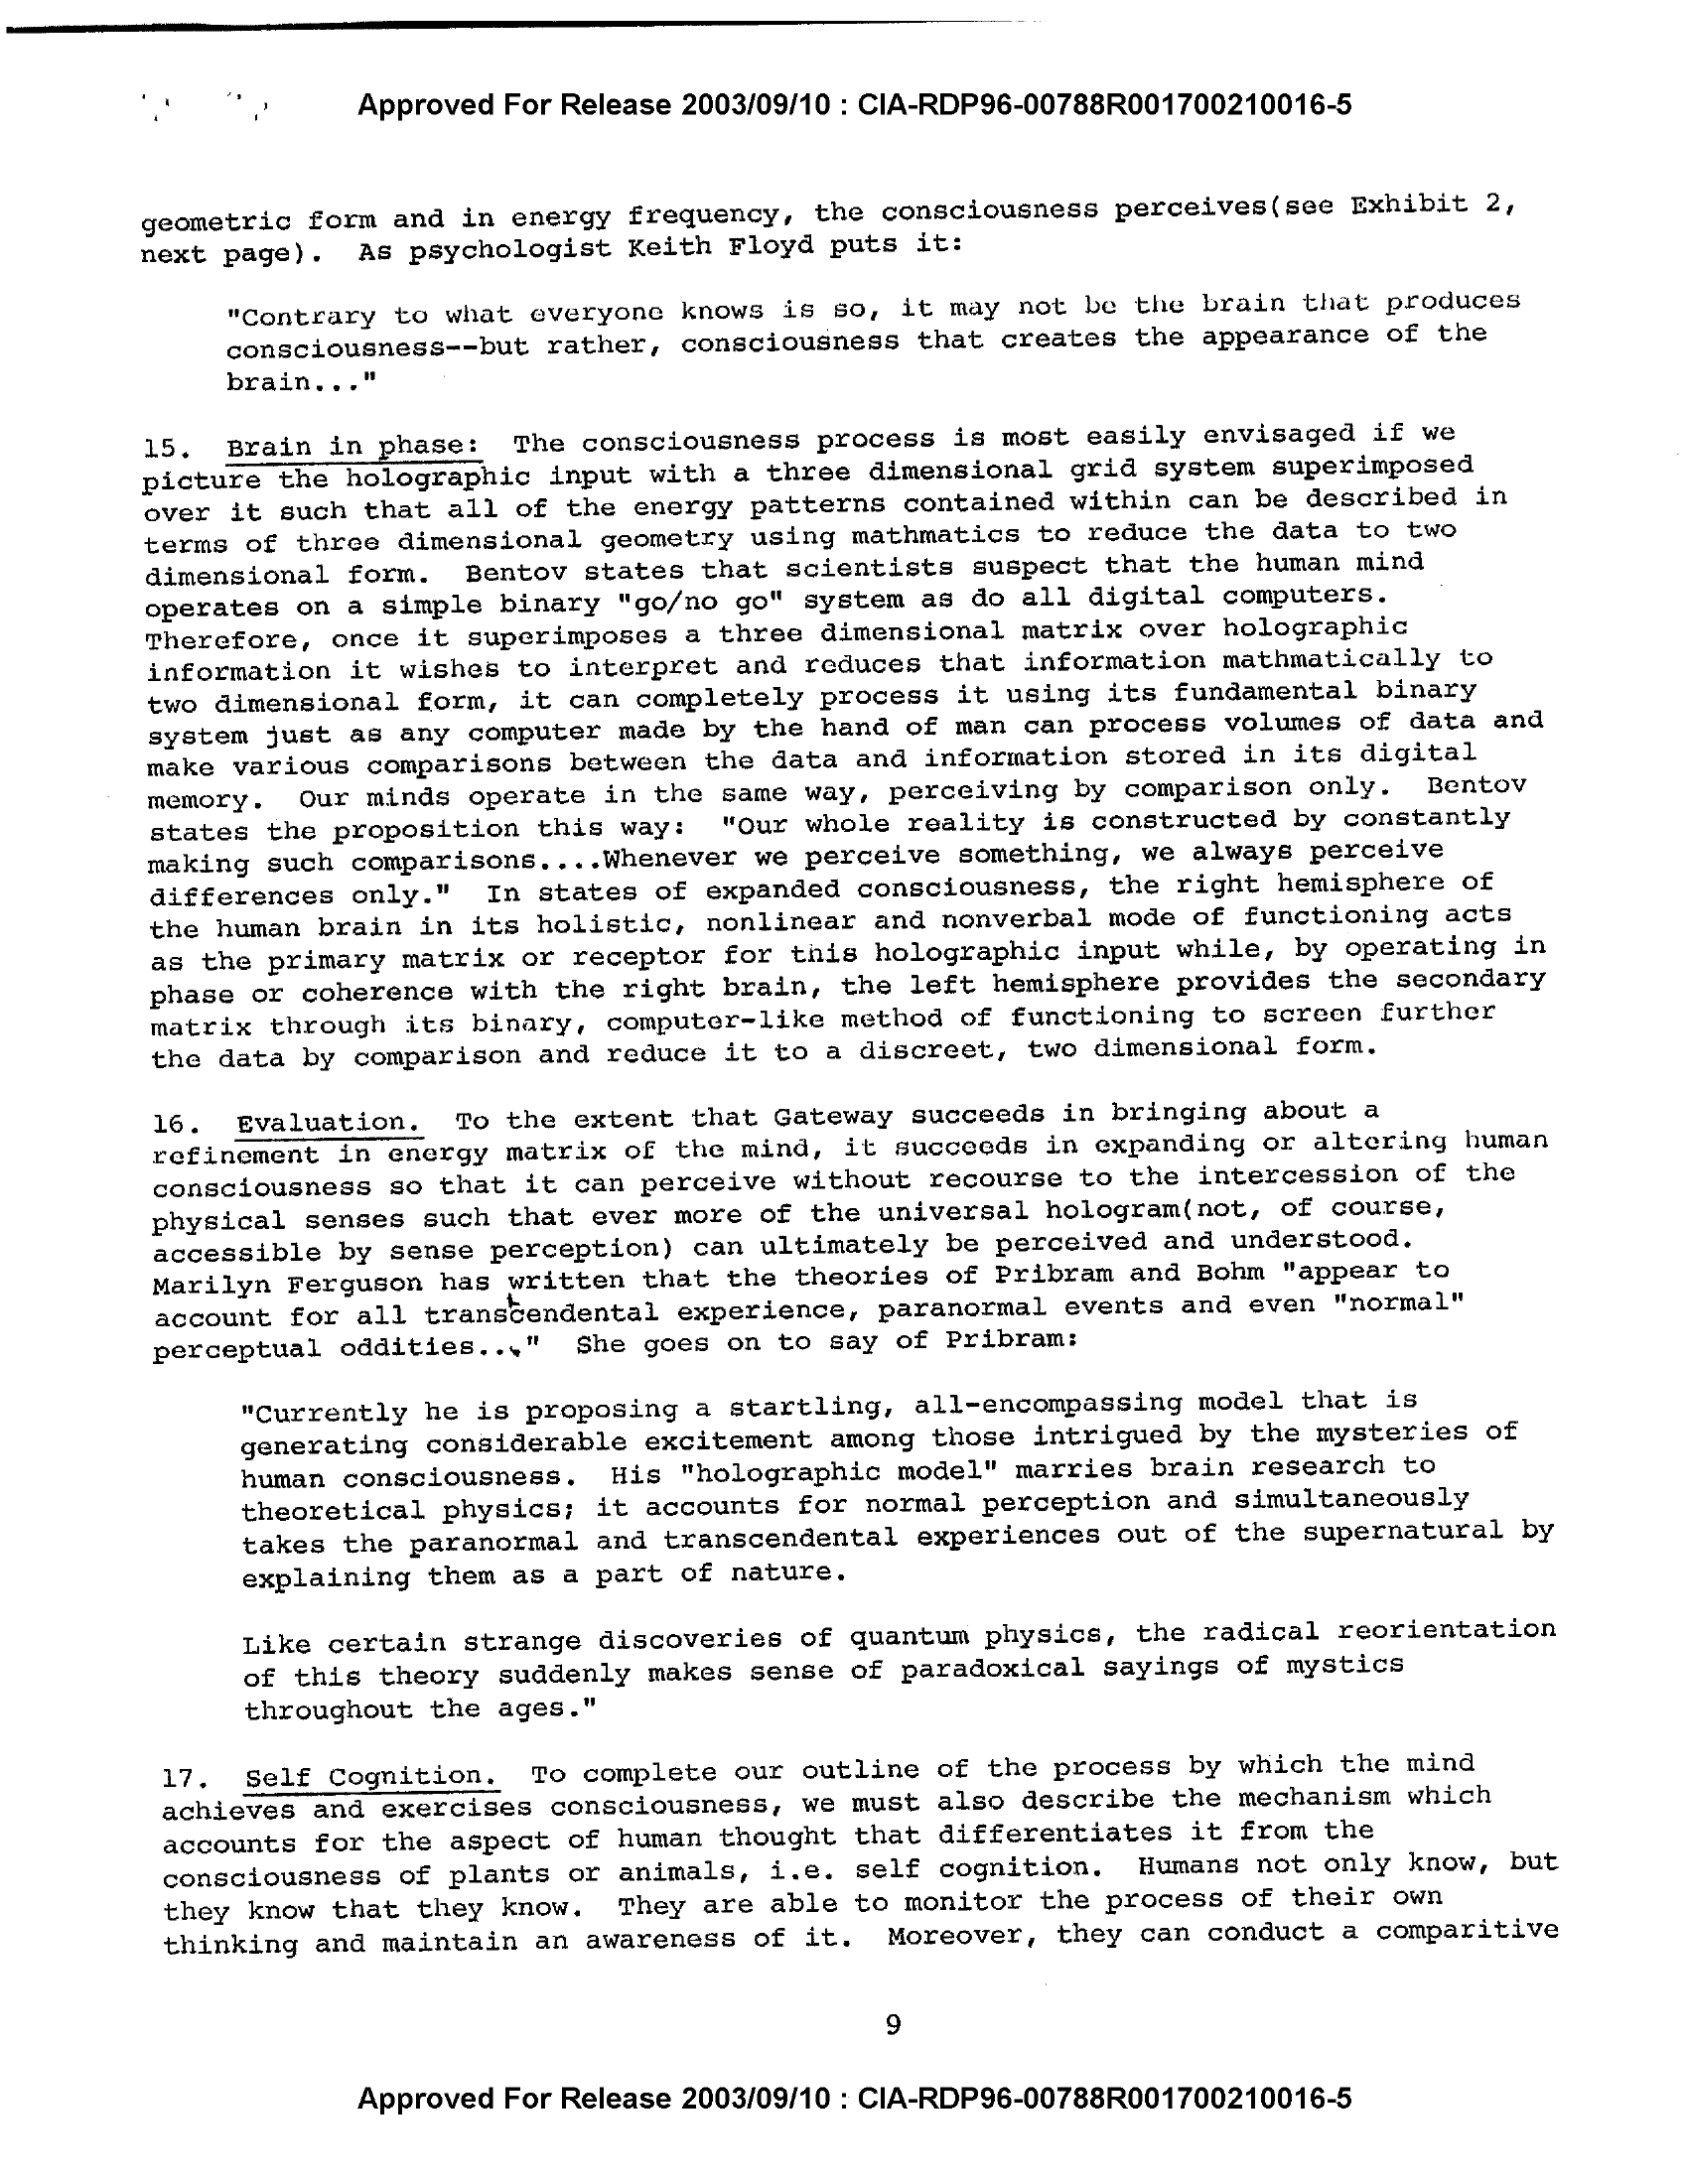 Approved For Release 2003/09/10 : CIA-RDP96-00788R001700210016-5
geometric form and in energy frequency, the consciousness perceives(see Exhibit 2,
next page).  As psychologist Keith Floyd puts it:
"Contrary to what everyone knows is so, it may not be the brain that produces
consciousness--but rather, consciousness that creates the appearance of the
brain..."
15.  Brain in phase:  The consciousness process is most easily envisaged if we
picture the holographic input with a three dimensional grid system superimposed
over it such that all of the energy patterns contained within can be described in
terms of three dimensional geometry using mathmatics to reduce the data to two
dimensional form.  Bentov states that scientists suspect that the human mind
operates on a simple binary "go/no go" system as do all digital computers.
Therefore, once it superimposes a three dimensional matrix over holographic
information it wishes to interpret and reduces that information mathmatically to
two dimensional form, it can completely process it using its fundamental binary
system just as any computer made by the hand of man can process volumes of data and
make various comparisons between the data and information stored in its digital
memory.  Our minds operate in the same way, perceiving by comparison only.  Bentov
states the proposition this way:  "Our whole reality is constructed by constantly
making such comparisons....Whenever we perceive something, we always perceive
differences only."  In states of expanded consciousness, the right hemisphere of
the human brain in its holistic, nonlinear and nonverbal mode of functioning acts
as the primary matrix or receptor for this holographic input while, by operating in
phase or coherence with the right brain, the left hemisphere provides the secondary
matrix through its binary, computer-like method of functioning to screen further
the data by comparison and reduce it to a discreet, two dimensional form.
16.  Evaluation.  To the extent that Gateway succeeds in bringing about a
refinement in energy matrix of the mind, it succeeds in expanding or altering human
consciousness so that it can perceive without recourse to the intercession of the
physical senses such that ever more of the universal hologram(not, of course,
accessible by sense perception) can ultimately be perceived and understood.
Marilyn Ferguson has written that the theories of Pribram and Bohm "appear to
account for all transcendental experience, paranormal events and even "normal"
perceptual oddities..."  She goes on to say of Pribram:
"Currently he is proposing a startling, all-encompassing model that is
generating considerable excitement among those intrigued by the mysteries of
human consciousness.  His "holographic model" marries brain research to
theoretical physics; it accounts for normal perception and simultaneously
takes the paranormal and transcendental experiences out of the supernatural by
explaining them as a part of nature.
Like certain strange discoveries of quantum physics, the radical reorientation
of this theory suddenly makes sense of paradoxical sayings of mystics
throughout the ages."
17.  Self Cognition.  To complete our outline of the process by which the mind
achieves and exercises consciousness, we must also describe the mechanism which
accounts for the aspect of human thought that differentiates it from the
consciousness of plants or animals, i.e. self cognition.  Humans not only know, but
they know that they know.  They are able to monitor the process of their own
thinking and maintain an awareness of it.  Moreover, they can conduct a comparitive
9
Approved For Release 2003/09/10 : CIA-RDP96-00788R001700210016-5